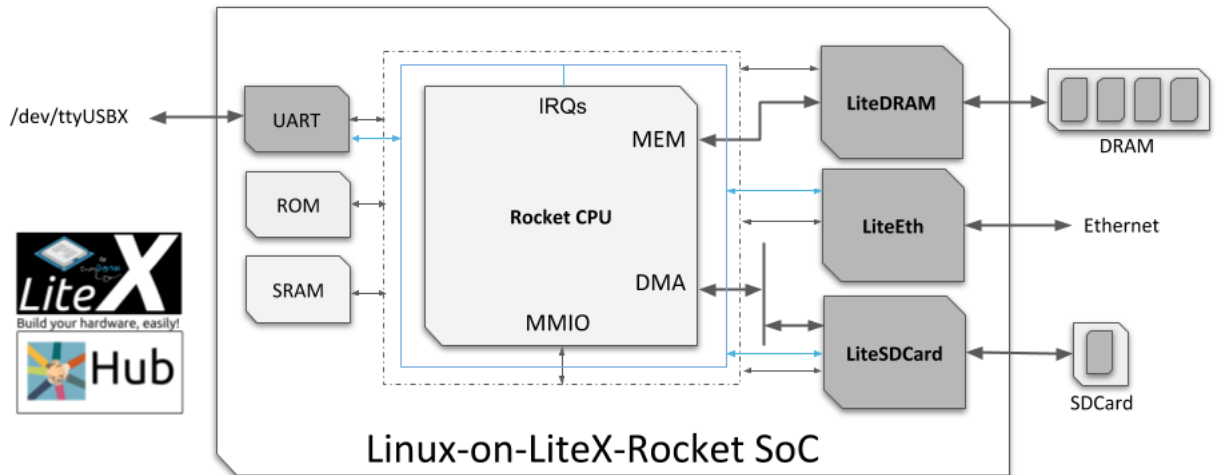 /dev/ttyUSBX
UART
ROM
SRAM
IRQs
MEM
Rocket CPU
DMA
MMIO
LiteDRAM
LiteEth
LiteSDCard
DRAM
Ethernet
SDCard
LiteX
Build your hardware, easily!
Hub
Linux-on-LiteX-Rocket SoC